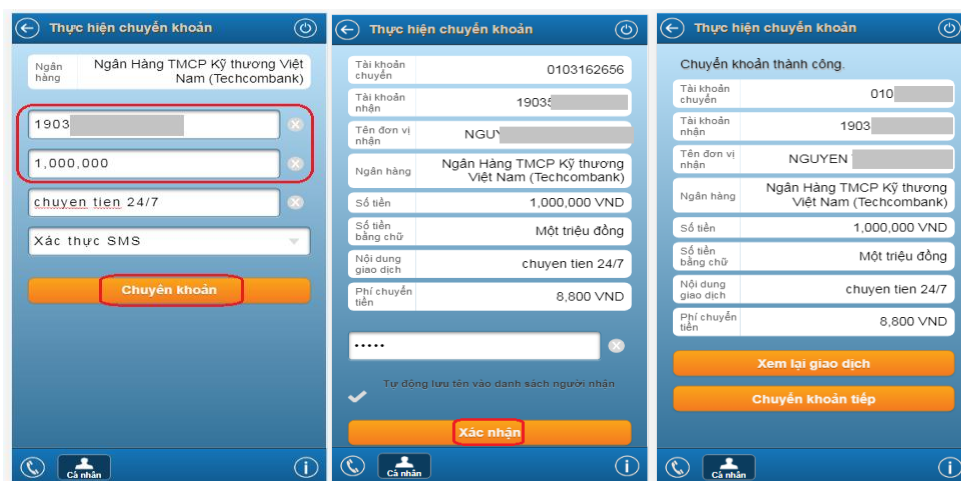 Thực hiện chuyển khoản
Ngân hàng
Ngân Hàng TMCP Kỹ thương Việt Nam (Techcombank)
1903
1,000,000
chuyen tien 24/7
Xác thực SMS
Chuyển khoản
Cá nhân
Thực hiện chuyển khoản
Tài khoản chuyển
0103162656
Tài khoản nhận
1903
Tên đơn vị nhận
NGUY
Ngân hàng
Ngân Hàng TMCP Kỹ thương Việt Nam (Techcombank)
Số tiền
1,000,000 VND
Số tiền bằng chữ
Một triệu đồng
Nội dung giao dịch
chuyen tien 24/7
Phí chuyển tiền
8,800 VND
•••••
Tự động lưu tên vào danh sách người nhận
Xác nhận
Cá nhân
Thực hiện chuyển khoản
Chuyển khoản thành công.
Tài khoản chuyển
010
Tài khoản nhận
1903
Tên đơn vị nhận
NGUYEN
Ngân hàng
Ngân Hàng TMCP Kỹ thương Việt Nam (Techcombank)
Số tiền
1,000,000 VND
Số tiền bằng chữ
Một triệu đồng
Nội dung giao dịch
chuyen tien 24/7
Phí chuyển tiền
8,800 VND
Xem lại giao dịch
Chuyển khoản tiếp
Cá nhân